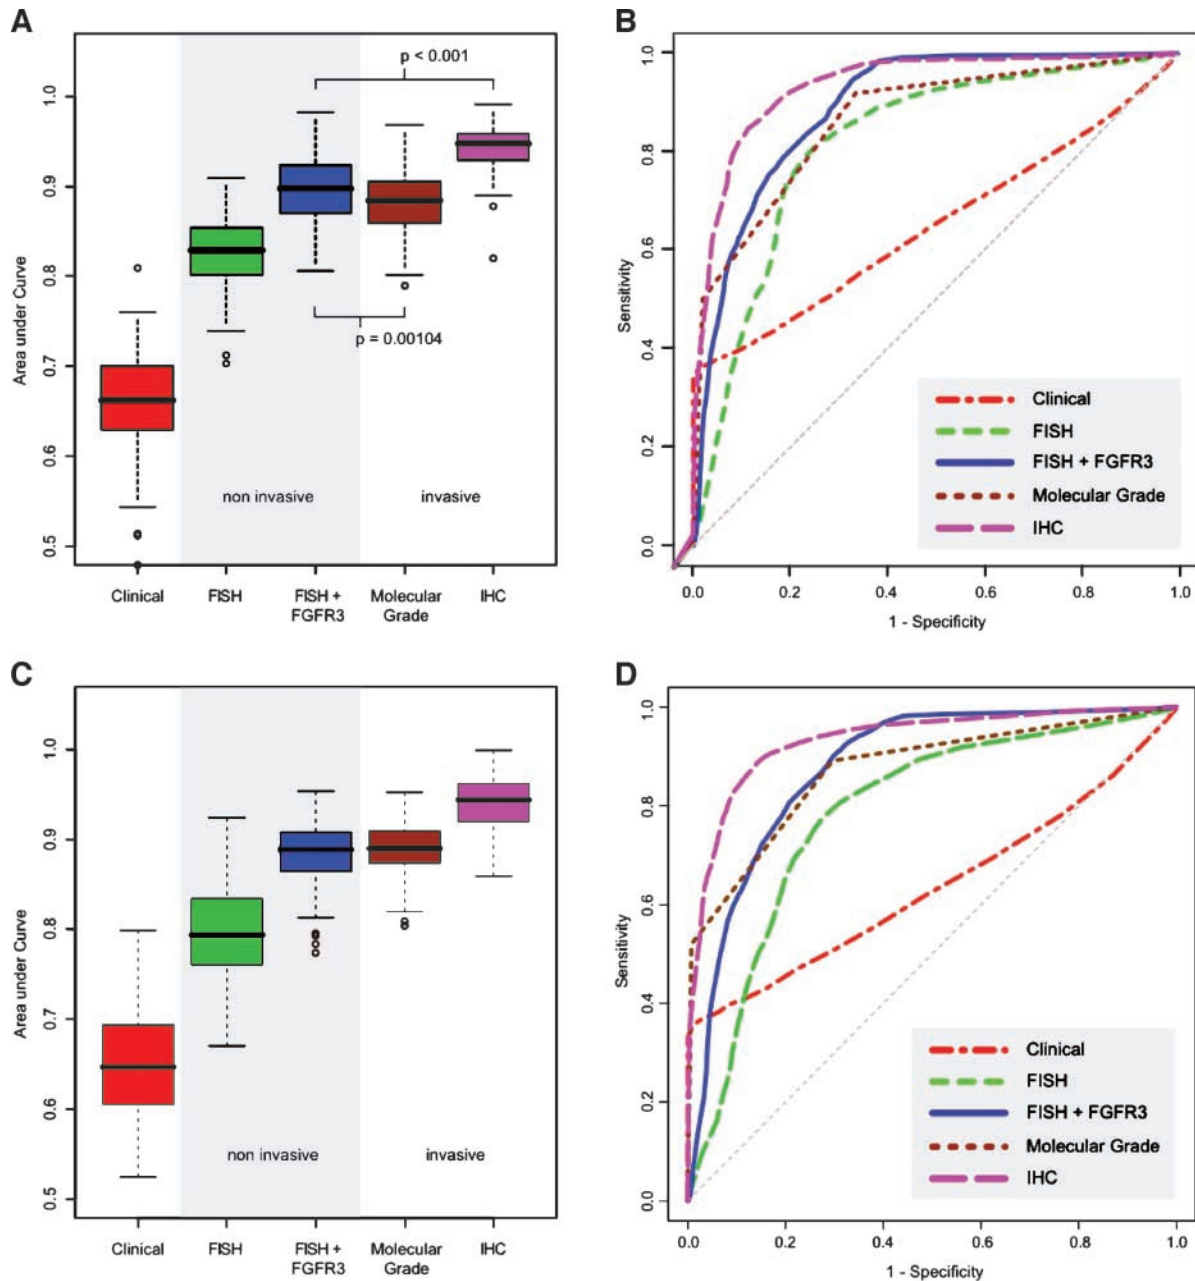 A
p < 0.001
1.0
0.9
0.8
0.7
0.6
0.5
Area under Curve
p = 0.00104
non invasive
invasive
Clinical
FISH
FISH +
FGFR3
Molecular
Grade
IHC
B
1.0
0.8
0.6
0.4
0.2
0.0
Sensitivity
Clinical
FISH
FISH + FGFR3
Molecular Grade
IHC
0.0
0.2
0.4
0.6
0.8
1.0
1 - Specificity
C
1.0
0.9
0.8
0.7
0.6
0.5
Area under Curve
non invasive
invasive
Clinical
FISH
FISH +
FGFR3
Molecular
Grade
IHC
D
1.0
0.8
0.6
0.4
0.2
0.0
Sensitivity
Clinical
FISH
FISH + FGFR3
Molecular Grade
IHC
0.0
0.2
0.4
0.6
0.8
1.0
1 - Specificity